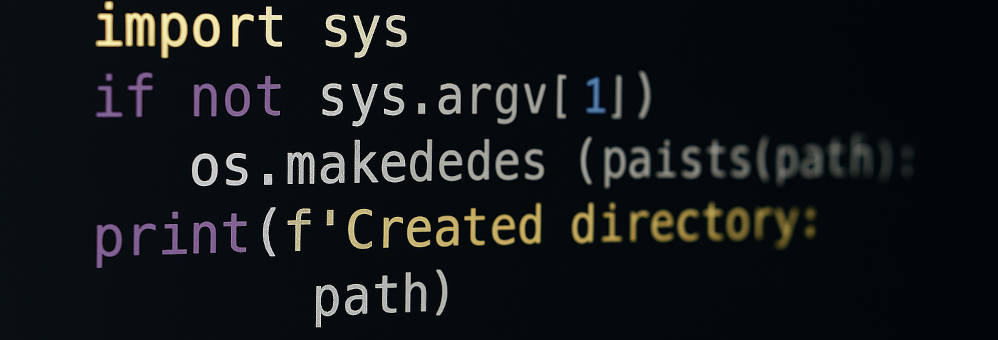 import sys
if not sys.argv[1])
os.makededes (paists(path):
print(f'Created directory:
path)